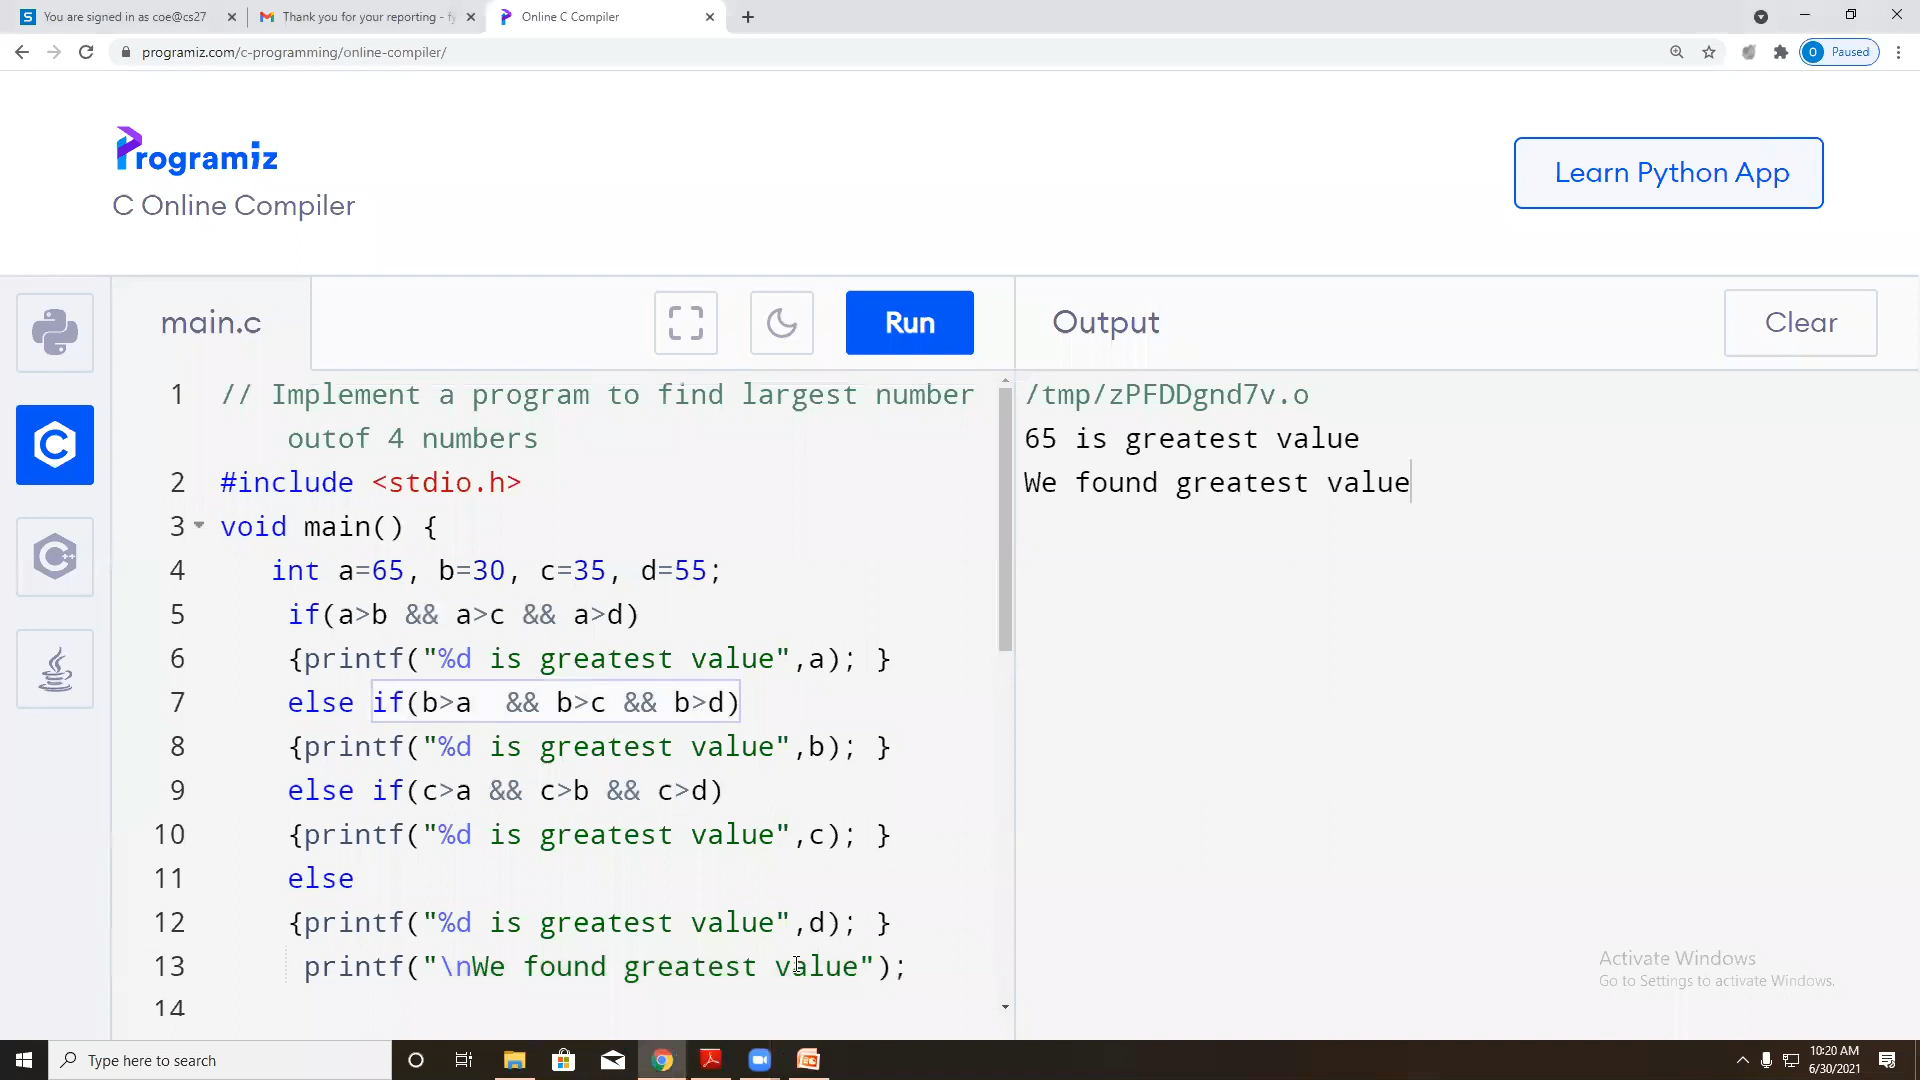 You are signed in as coe@cs27
Thank you for your reporting - fy
Online C Compiler
programiz.com/c-programming/online-compiler/
O Paused
Programiz
C Online Compiler
Learn Python App
main.c
Run
Output
Clear
1 // Implement a program to find largest number
outof 4 numbers
2 #include <stdio.h>
3 void main() {
4 int a=65, b=30, c=35, d=55;
5 if(a>b && a>c && a>d)
6 {printf("%d is greatest value",a); }
7 else if(b>a  && b>c && b>d)
8 {printf("%d is greatest value",b); }
9 else if(c>a && c>b && c>d)
10 {printf("%d is greatest value",c); }
11 else
12 {printf("%d is greatest value",d); }
13 printf("\nWe found greatest value");
14
/tmp/zPFDDgnd7v.o
65 is greatest value
We found greatest value
Activate Windows
Go to Settings to activate Windows.
Type here to search
10:20 AM
6/30/2021